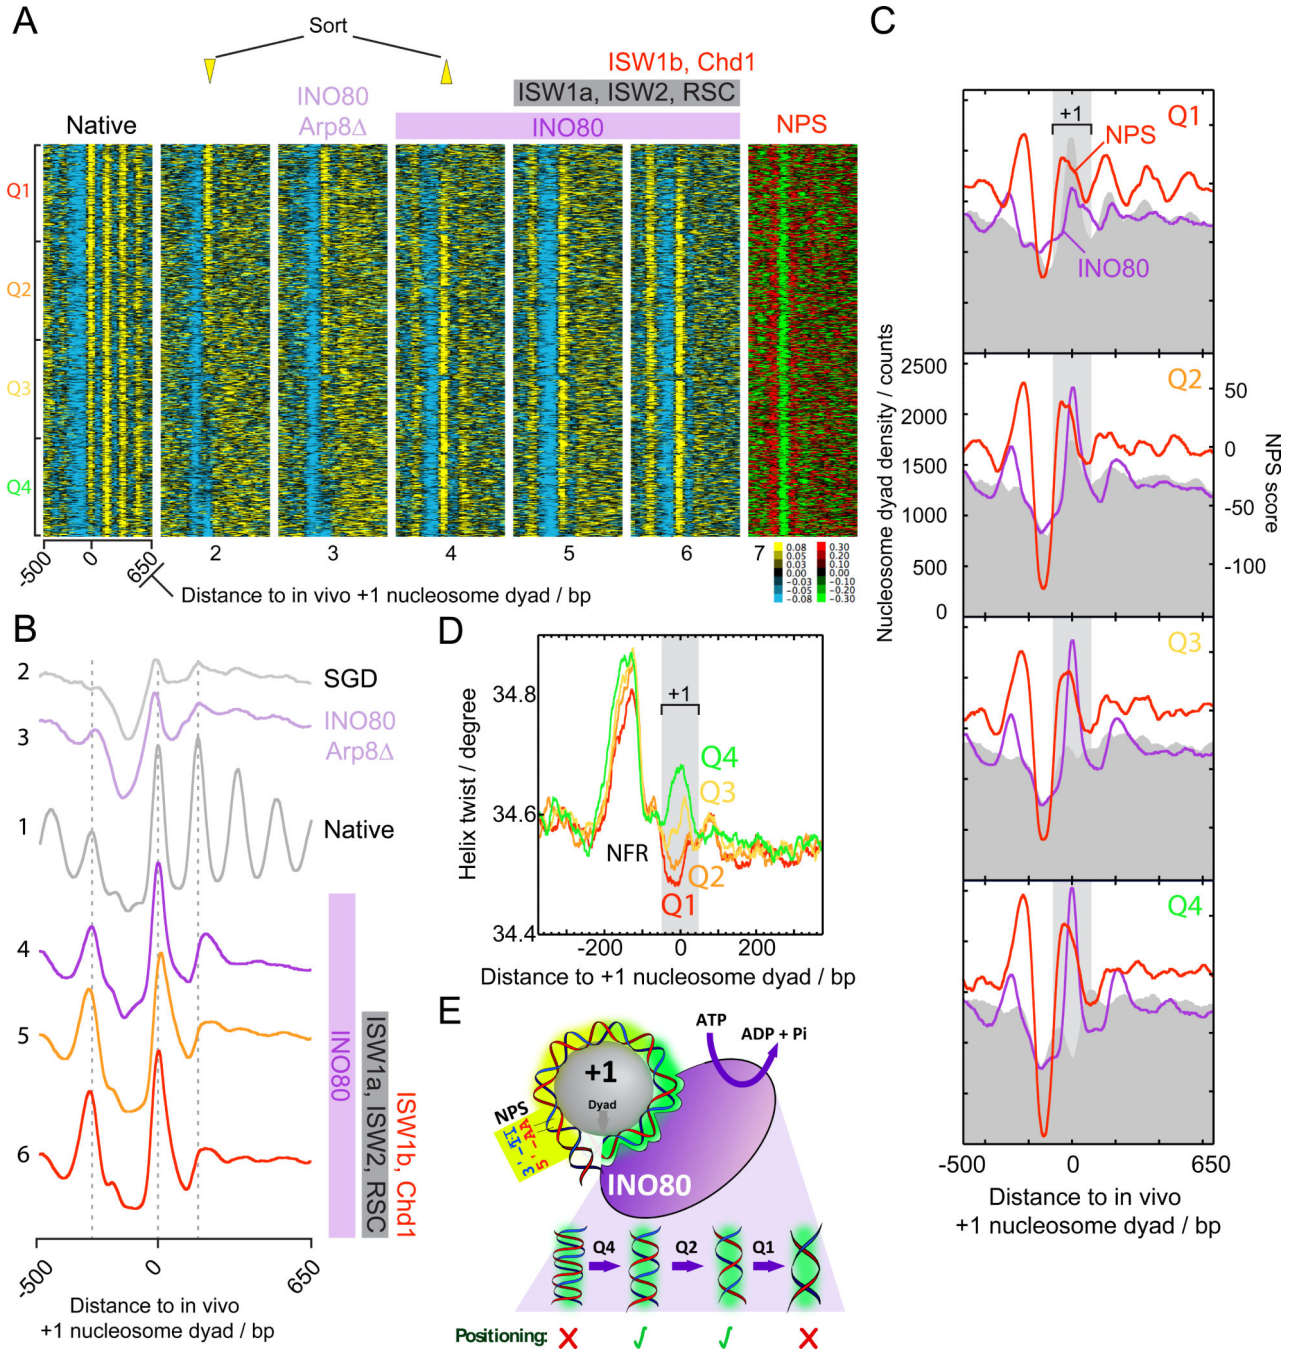 A
Sort
ISW1b, Chd1
INO80
Arp8Δ
ISW1a, ISW2, RSC
Native
INO80
NPS
Q1
Q2
Q3
Q4
-500 0 650
2 3 4 5 6 7
Distance to in vivo +1 nucleosome dyad / bp
0.08 0.30
0.05 0.20
0.03 0.10
0.00 0.00
-0.03 -0.10
-0.05 -0.20
-0.08 -0.30
B
2 SGD
3 INO80
Arp8Δ
1 Native
4
5
6
INO80
ISW1a, ISW2, RSC
ISW1b, Chd1
-500 0 650
Distance to in vivo
+1 nucleosome dyad / bp
C
+1
Q1
NPS
INO80
Q2
2500
2000
1500
1000
500
0
Nucleosome dyad density / counts
50
0
-50
-100
NPS score
Q3
Q4
-500 0 650
Distance to in vivo
+1 nucleosome dyad / bp
D
34.8
34.6
34.4
Helix twist / degree
+1
Q4
Q3
NFR
Q2
Q1
-200 0 200
Distance to +1 nucleosome dyad / bp
E
ATP
ADP + Pi
+1
Dyad
NPS
3'-TT
5'-AA
INO80
Q4 Q2 Q1
Positioning: X √ √ X